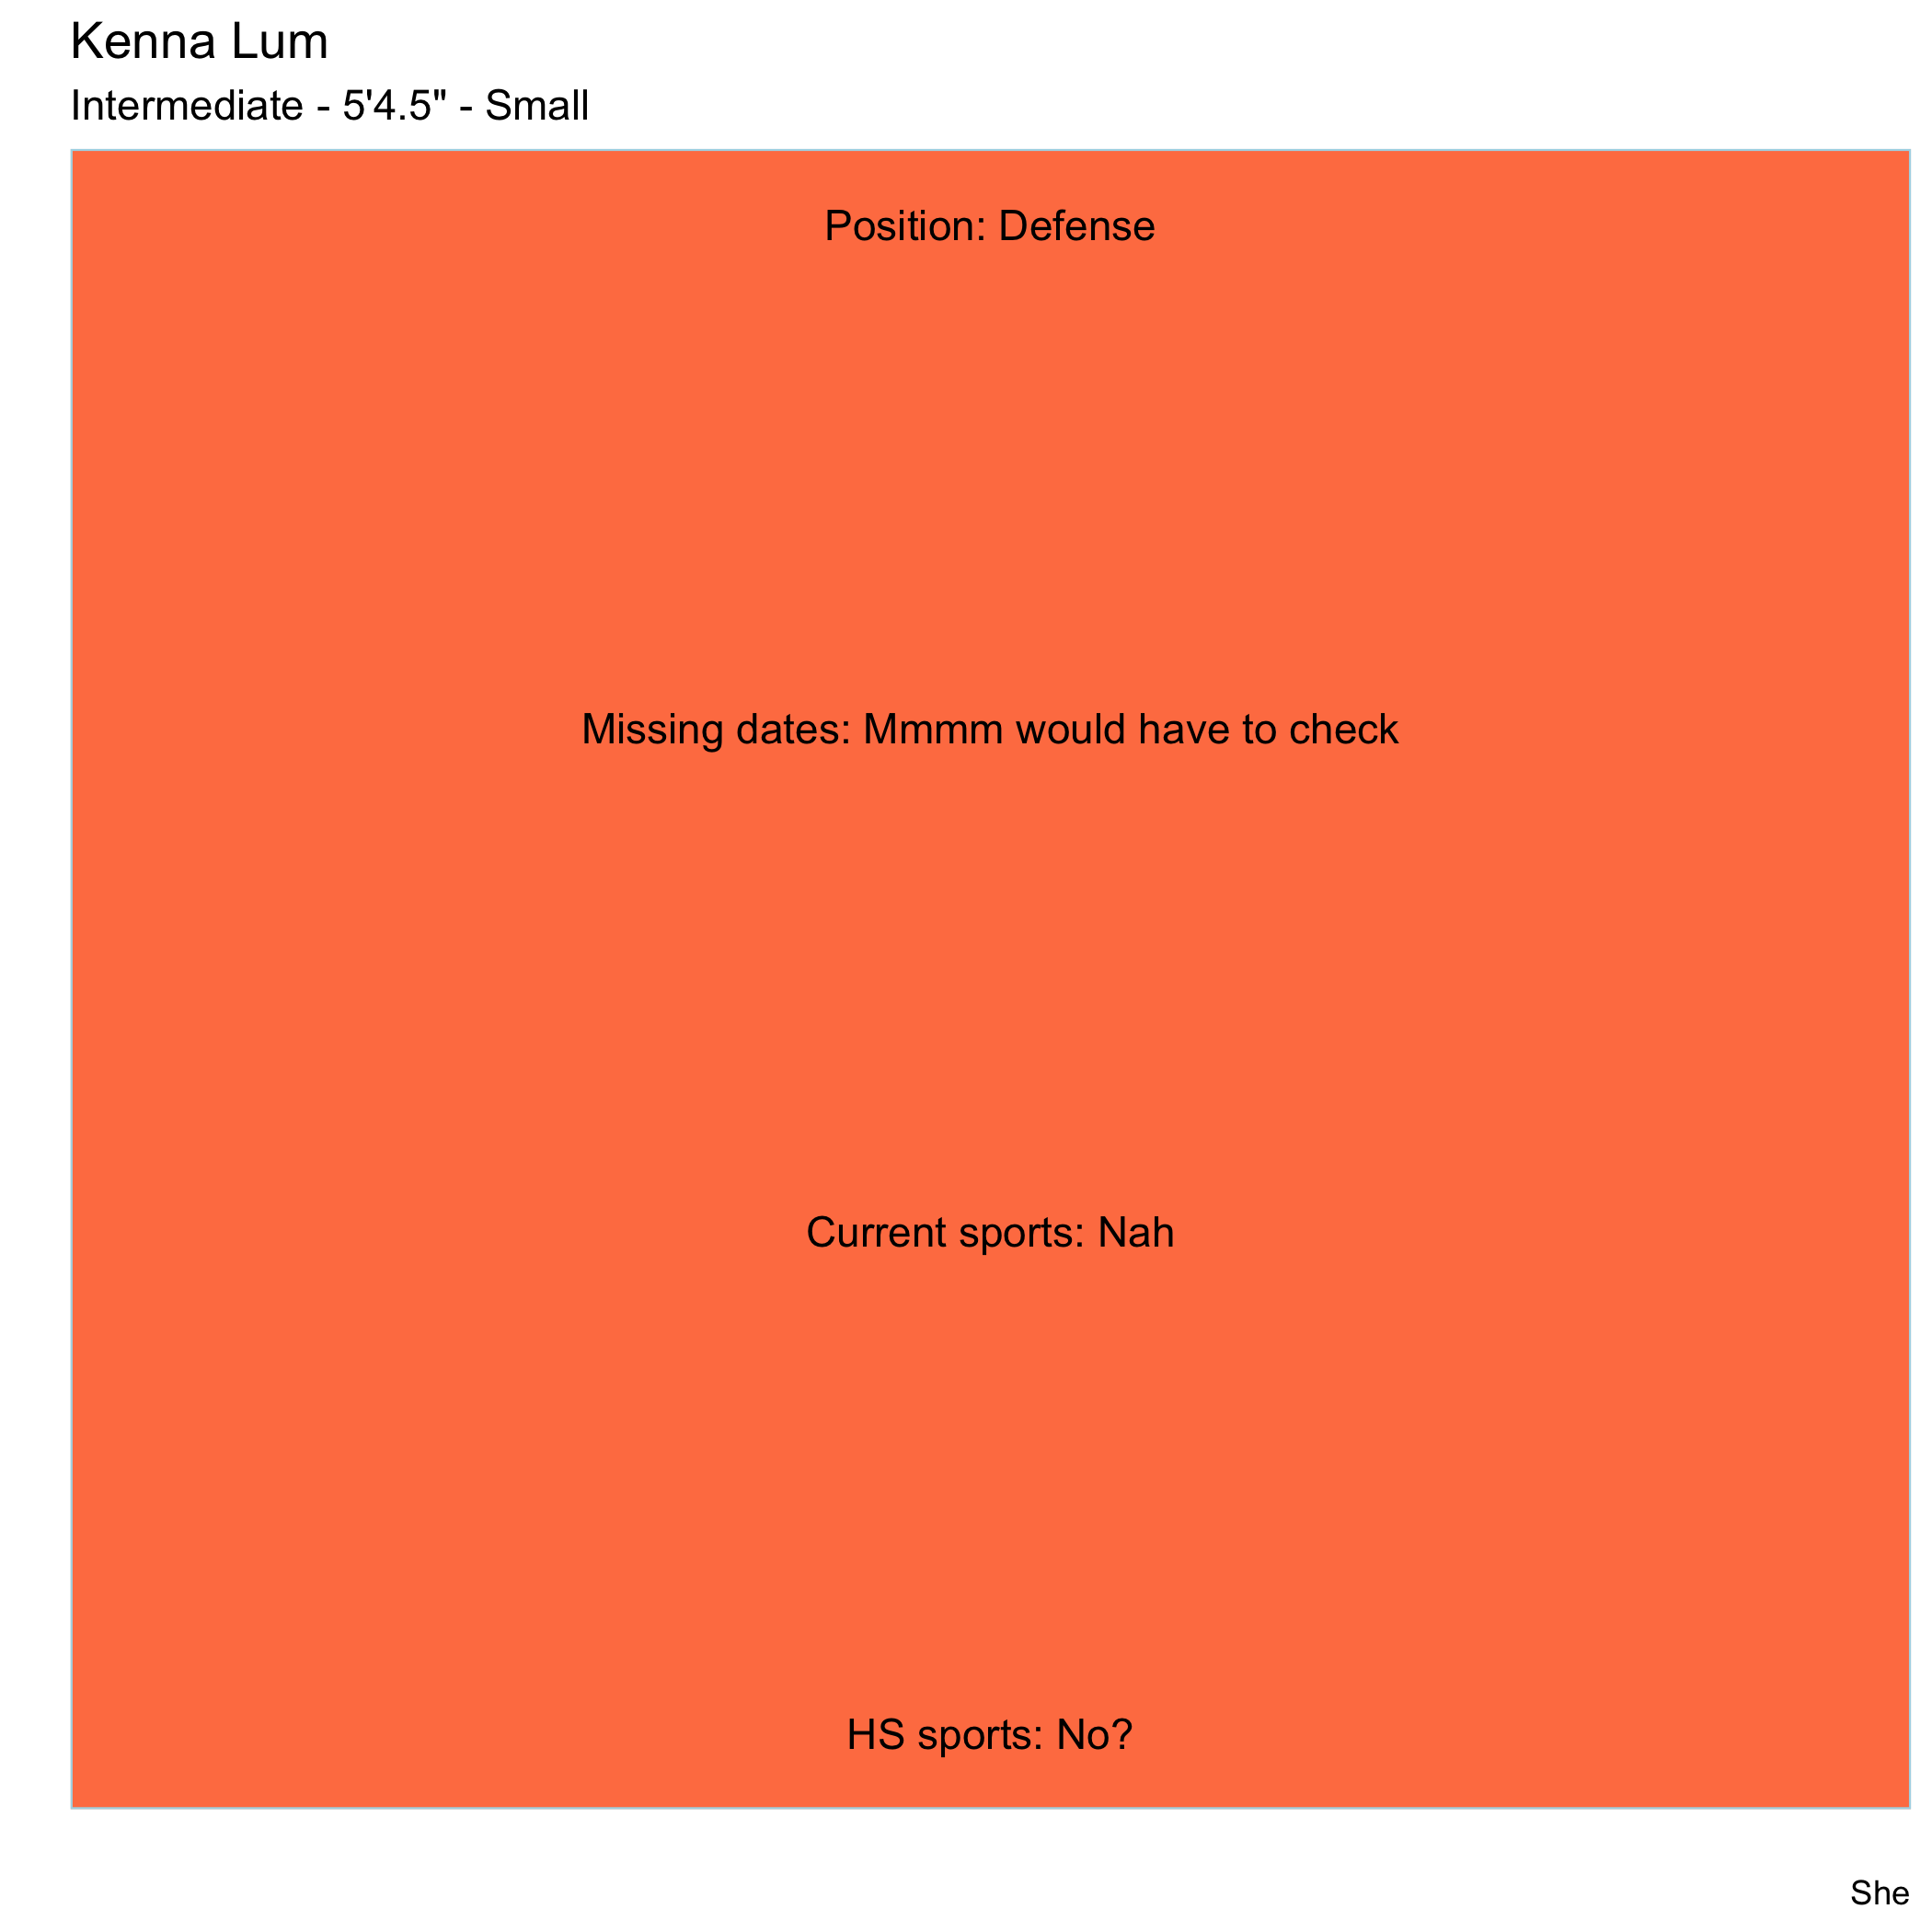 Kenna Lum
Intermediate - 5'4.5" - Small
Position: Defense
Missing dates: Mmmm would have to check
Current sports: Nah
HS sports: No?
She